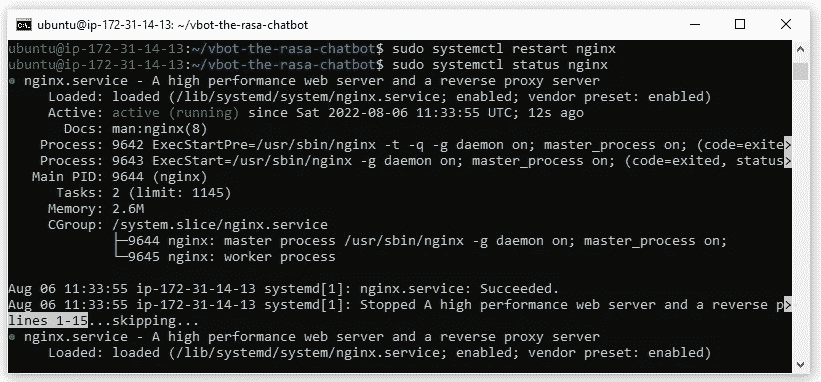 ubuntu@ip-172-31-14-13: ~/vbot-the-rasa-chatbot
ubuntu@ip-172-31-14-13:~/vbot-the-rasa-chatbot$ sudo systemctl restart nginx
ubuntu@ip-172-31-14-13:~/vbot-the-rasa-chatbot$ sudo systemctl status nginx
● nginx.service - A high performance web server and a reverse proxy server
     Loaded: loaded (/lib/systemd/system/nginx.service; enabled; vendor preset: enabled)
     Active: active (running) since Sat 2022-08-06 11:33:55 UTC; 12s ago
       Docs: man:nginx(8)
    Process: 9642 ExecStartPre=/usr/sbin/nginx -t -q -g daemon on; master_process on; (code=exite>
    Process: 9643 ExecStart=/usr/sbin/nginx -g daemon on; master_process on; (code=exited, status>
   Main PID: 9644 (nginx)
      Tasks: 2 (limit: 1145)
     Memory: 2.6M
     CGroup: /system.slice/nginx.service
             ├─9644 nginx: master process /usr/sbin/nginx -g daemon on; master_process on;
             └─9645 nginx: worker process
Aug 06 11:33:55 ip-172-31-14-13 systemd[1]: nginx.service: Succeeded.
Aug 06 11:33:55 ip-172-31-14-13 systemd[1]: Stopped A high performance web server and a reverse p>
lines 1-15...skipping...
● nginx.service - A high performance web server and a reverse proxy server
     Loaded: loaded (/lib/systemd/system/nginx.service; enabled; vendor preset: enabled)